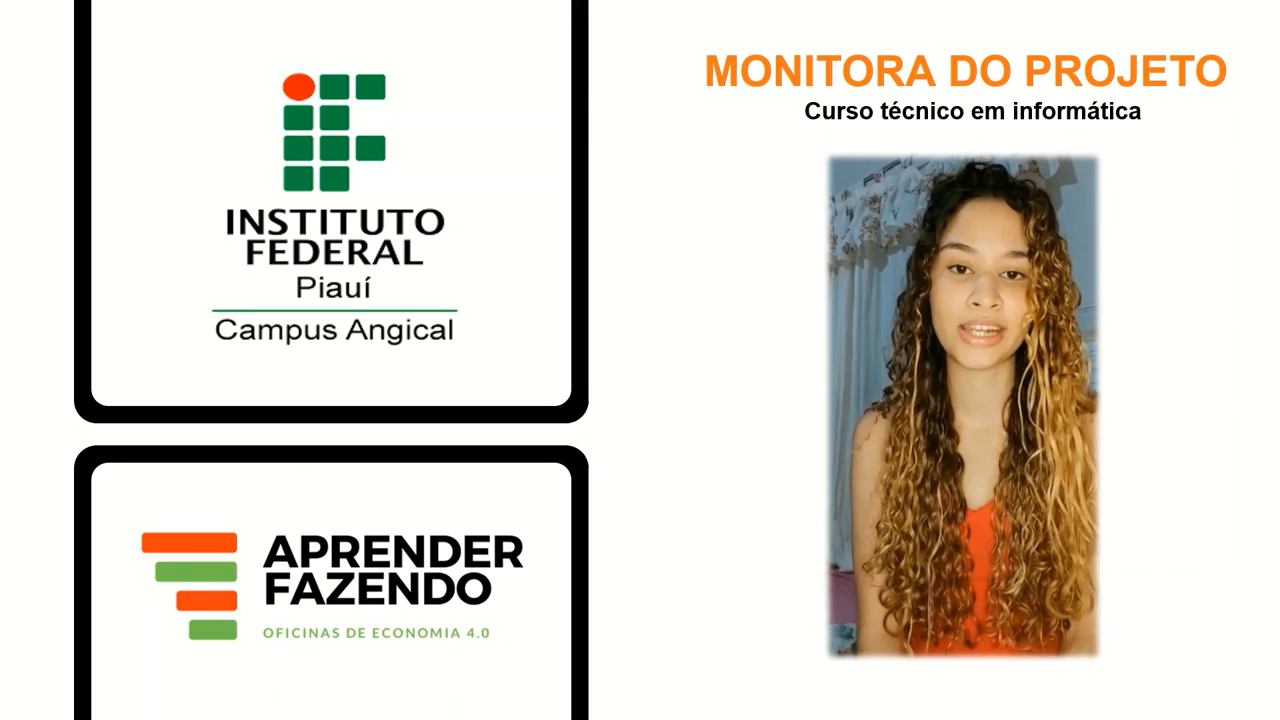 INSTITUTO
FEDERAL
Piauí
Campus Angical
APRENDER
FAZENDO
OFICINAS DE ECONOMIA 4.0
MONITORA DO PROJETO
Curso técnico em informática